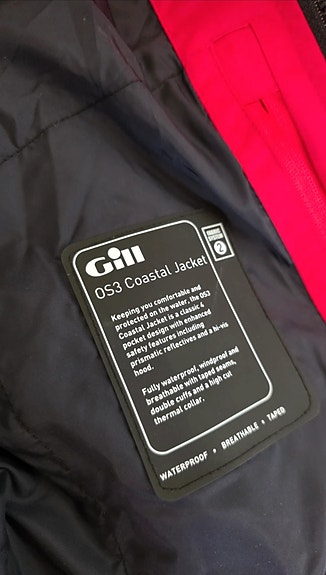 Gill
FABRIC
SYSTEM
2
OS3 Coastal Jacket
Keeping you comfortable and
protected on the water, the OS3
Coastal Jacket is a classic 4
pocket design with enhanced
safety features including
prismatic reflectives and a hi-vis
hood.
Fully waterproof, windproof and
breathable with taped seams,
double cuffs and a high cut
thermal collar.
WATERPROOF • BREATHABLE • TAPED